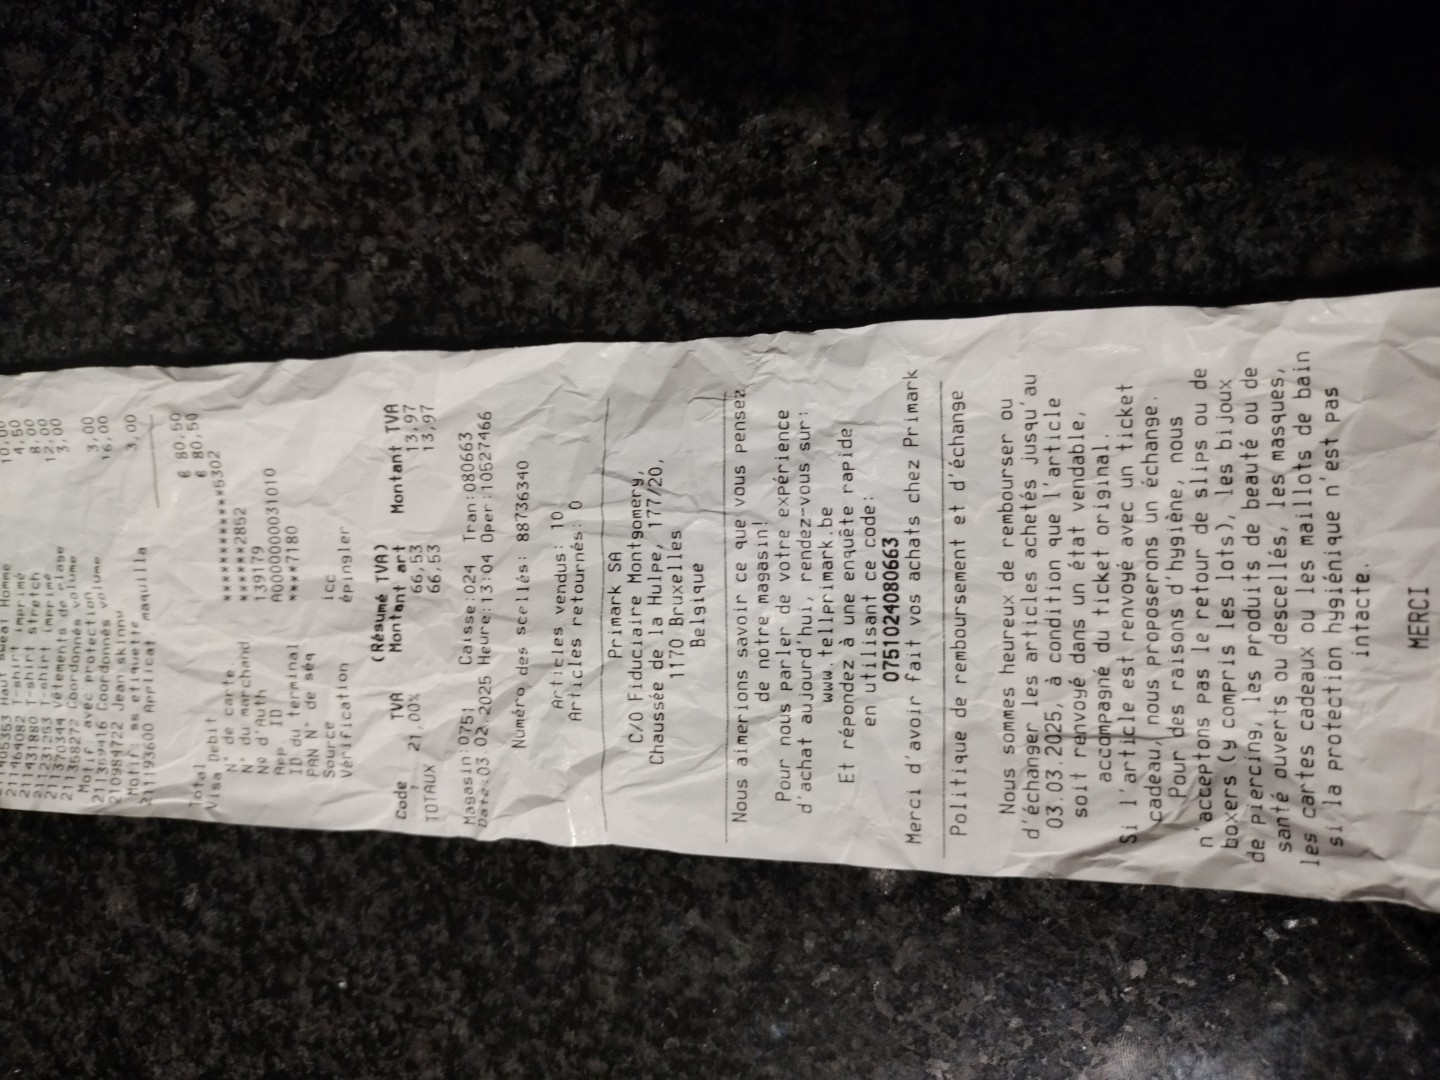 211405353 Homme 10,00
211464082 T-shirt imprimé 4,50
211431880 T-shirt stretch 8,00
211231253 T-shirt imprimé 12,00
211370344 vêtements de plage 3,00
211358272 Coordonnés volume
Motif avec protection 3,00
211359416 Coordonnés volume 16,00
210984722 Jean skinny
Motif ss etiquette
211193600 Applicat. maquilla 3,00
Total € 80,50
Visa Debit € 80,50
N° de carte ************5302
N° du marchand *****2852
Nº d'Auth 139179
App ID A0000000031010
ID du terminal ****7180
PAN N° de séq
Source icc
Vérification épingler
(Résumé TVA)
Code TVA Montant art Montant TVA
21,00% 66,53 13,97
TOTAUX 66,53 13,97
Magasin:0751 Caisse:024 Tran:080663
Date:03.02.2025 Heure:13:04 Oper:10527466
Numéro des scellés: 88736340
Articles vendus: 10
Articles retournés: 0
Primark SA
C/O Fiduciaire Montgomery,
Chaussée de la Hulpe, 177/20,
1170 Bruxelles
Belgique
Nous aimerions savoir ce que vous pensez
de notre magasin!
Pour nous parler de votre expérience
d'achat aujourd'hui, rendez-vous sur:
www.tellprimark.be
Et répondez à une enquête rapide
en utilisant ce code:
075102408066​3
Merci d'avoir fait vos achats chez Primark
Politique de remboursement et d'échange
Nous sommes heureux de rembourser ou
d'échanger les articles achetés jusqu'au
03.03.2025, à condition que l'article
soit renvoyé dans un état vendable,
accompagné du ticket original.
Si l'article est renvoyé avec un ticket
cadeau, nous proposerons un échange.
Pour des raisons d'hygiène, nous
n'acceptons pas le retour de slips ou de
boxers (y compris les lots), les bijoux
de piercing, les produits de beauté ou de
santé ouverts ou descellés, les masques,
les cartes cadeaux ou les maillots de bain
si la protection hygiénique n'est pas
intacte.
MERCI